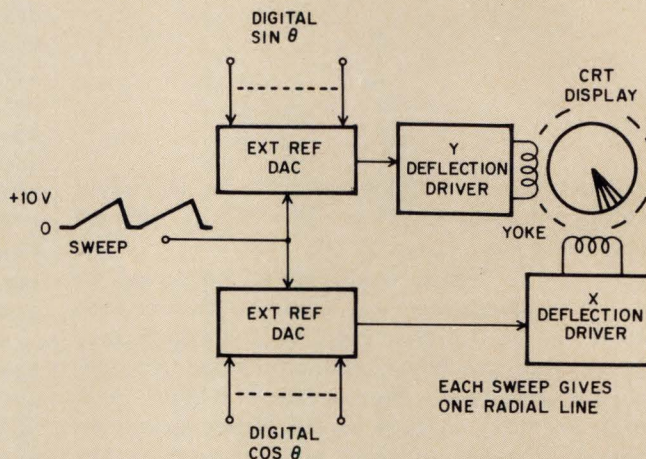 DIGITAL
SIN θ
CRT
DISPLAY
EXT REF
DAC
Y
DEFLECTION
DRIVER
+10 V
0
SWEEP
YOKE
EXT REF
DAC
X
DEFLECTION
DRIVER
EACH SWEEP GIVES
ONE RADIAL LINE
DIGITAL
COS θ